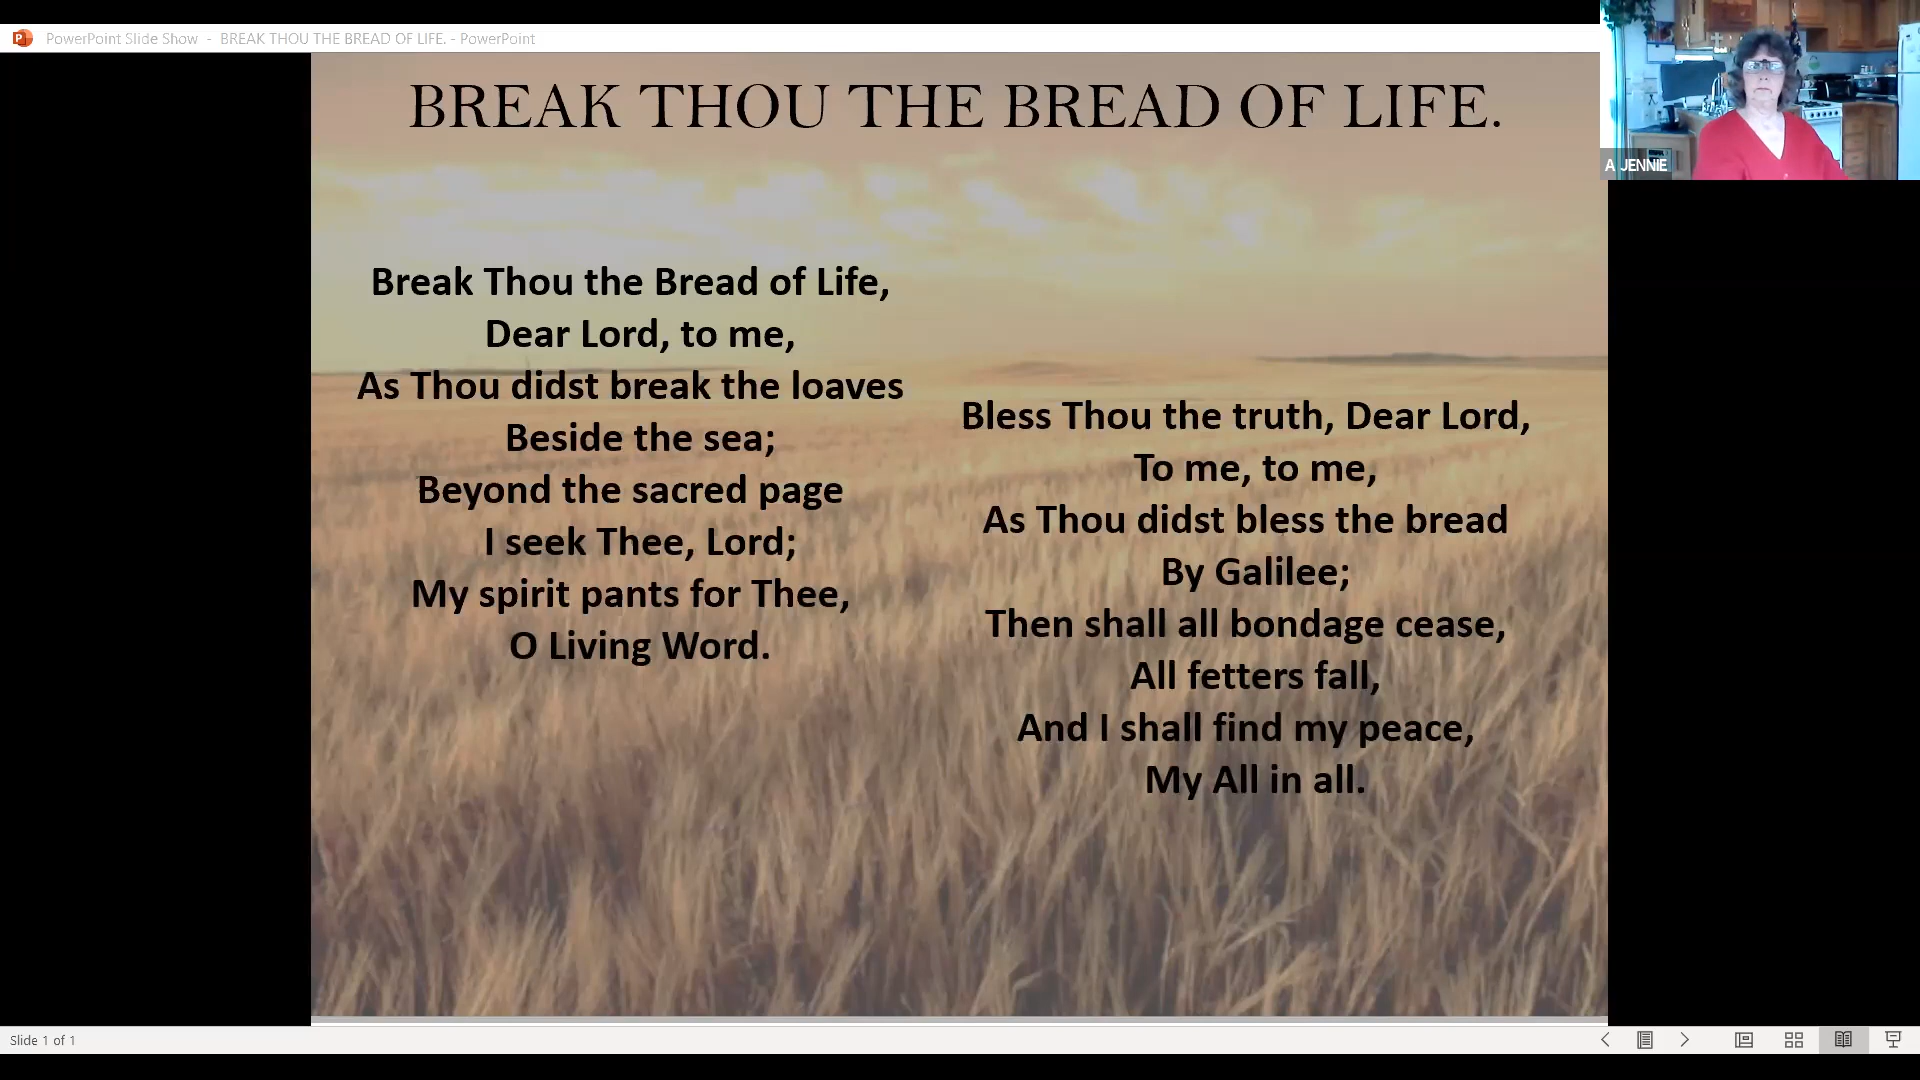 PowerPoint Slide Show - BREAK THOU THE BREAD OF LIFE. - PowerPoint
BREAK THOU THE BREAD OF LIFE.
A JENNIE
Break Thou the Bread of Life,
Dear Lord, to me,
As Thou didst break the loaves
Beside the sea;
Beyond the sacred page
I seek Thee, Lord;
My spirit pants for Thee,
O Living Word.
Bless Thou the truth, Dear Lord,
To me, to me,
As Thou didst bless the bread
By Galilee;
Then shall all bondage cease,
All fetters fall,
And I shall find my peace,
My All in all.
Slide 1 of 1